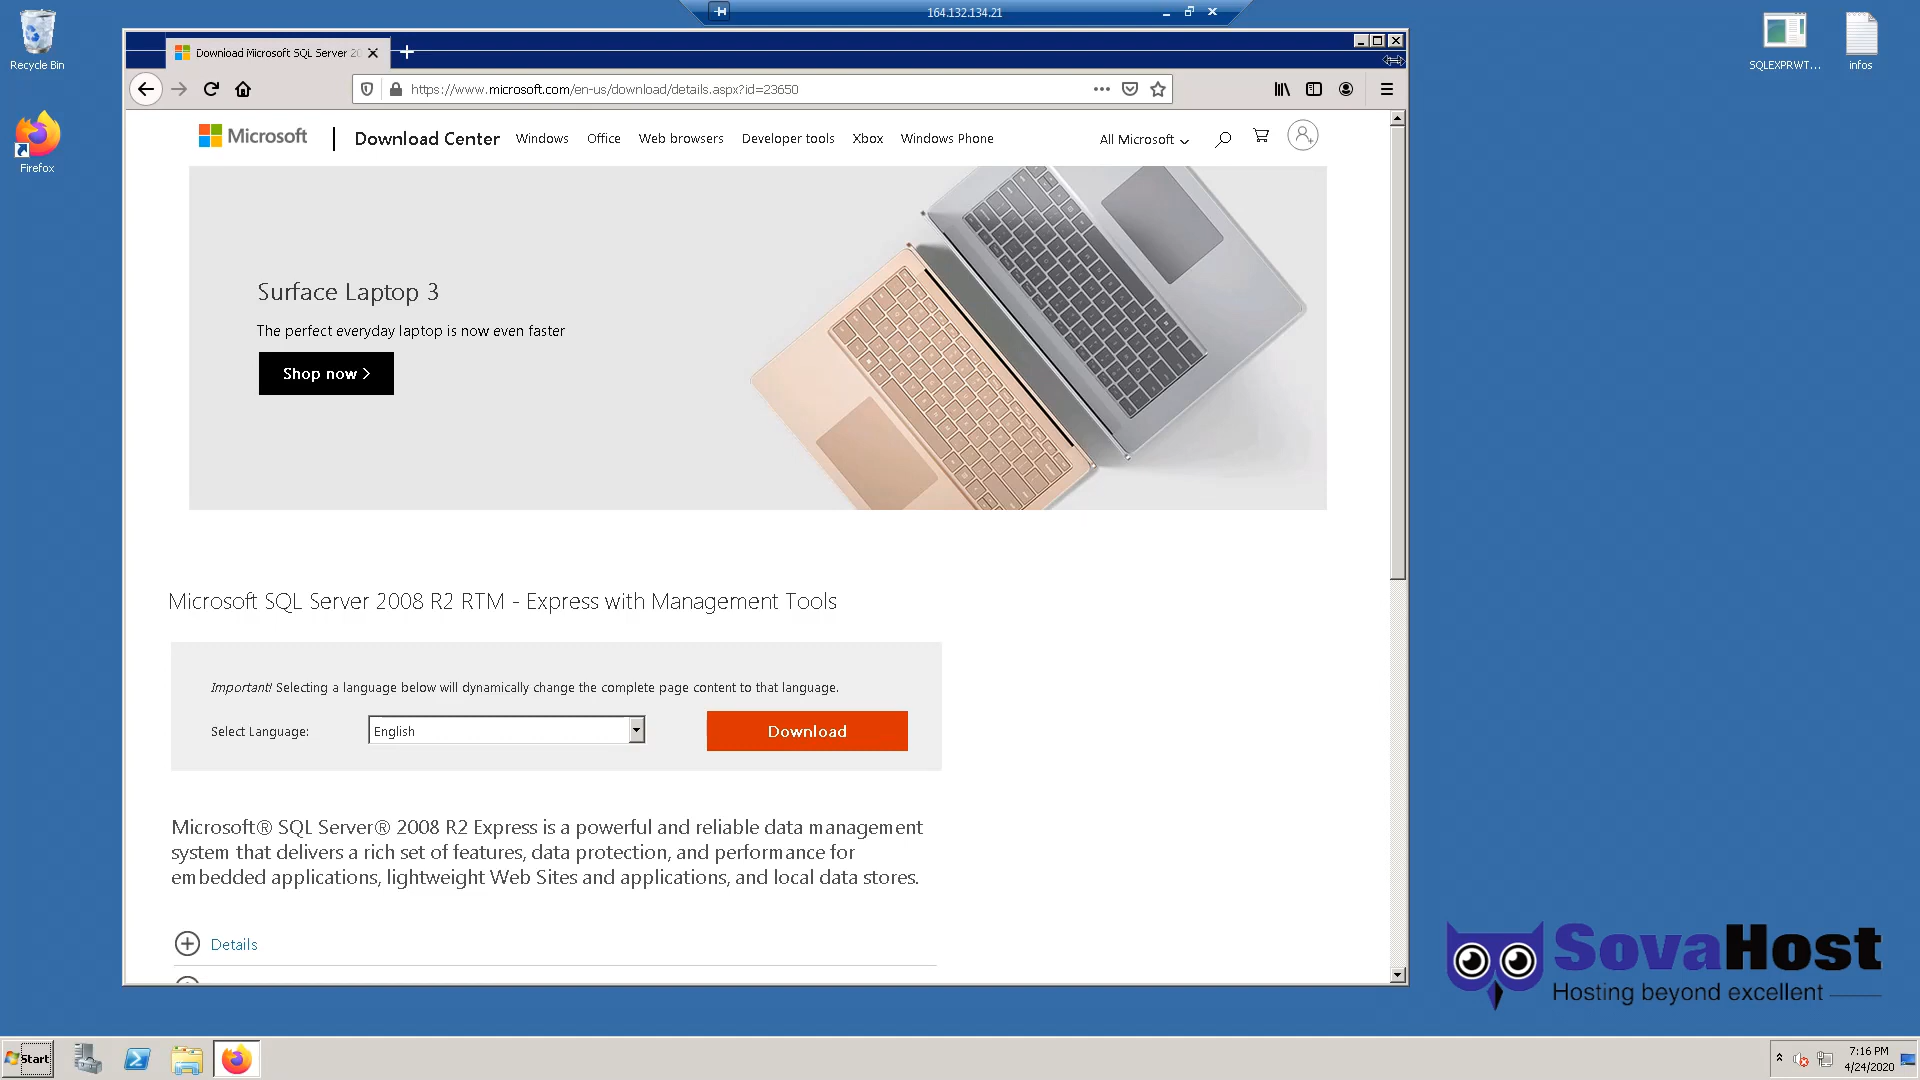 164.132.134.21
Recycle Bin
Firefox
SQLEXPRWT...
infos
Download Microsoft SQL Server 20
https://www.microsoft.com/en-us/download/details.aspx?id=23650
Microsoft
Download Center
Windows
Office
Web browsers
Developer tools
Xbox
Windows Phone
All Microsoft
Surface Laptop 3
The perfect everyday laptop is now even faster
Shop now >
Microsoft SQL Server 2008 R2 RTM - Express with Management Tools
Important! Selecting a language below will dynamically change the complete page content to that language.
Select Language:
English
Download
Microsoft® SQL Server® 2008 R2 Express is a powerful and reliable data management
system that delivers a rich set of features, data protection, and performance for
embedded applications, lightweight Web Sites and applications, and local data stores.
Details
SovaHost
Hosting beyond excellent
Start
7:16 PM
4/24/2020